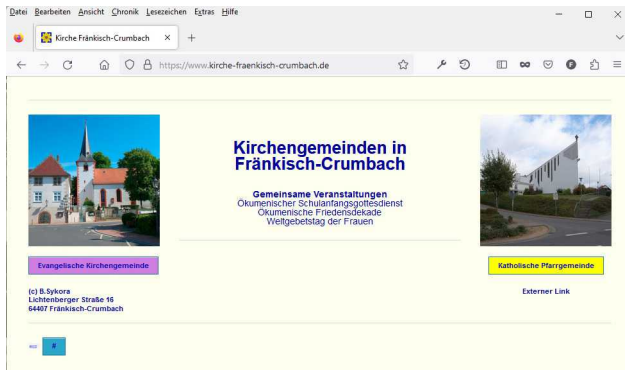 Datei Bearbeiten Ansicht Chronik Lesezeichen Extras Hilfe
Kirche Fränkisch-Crumbach
https://www.kirche-fraenkisch-crumbach.de
Kirchengemeinden in
Fränkisch-Crumbach
Gemeinsame Veranstaltungen
Ökumenischer Schulanfangsgottesdienst
Ökumenische Friedensdekade
Weltgebetstag der Frauen
Evangelische Kirchengemeinde
Katholische Pfarrgemeinde
(c) B.Sykora
Lichtenberger Straße 16
64407 Fränkisch-Crumbach
Externer Link
#